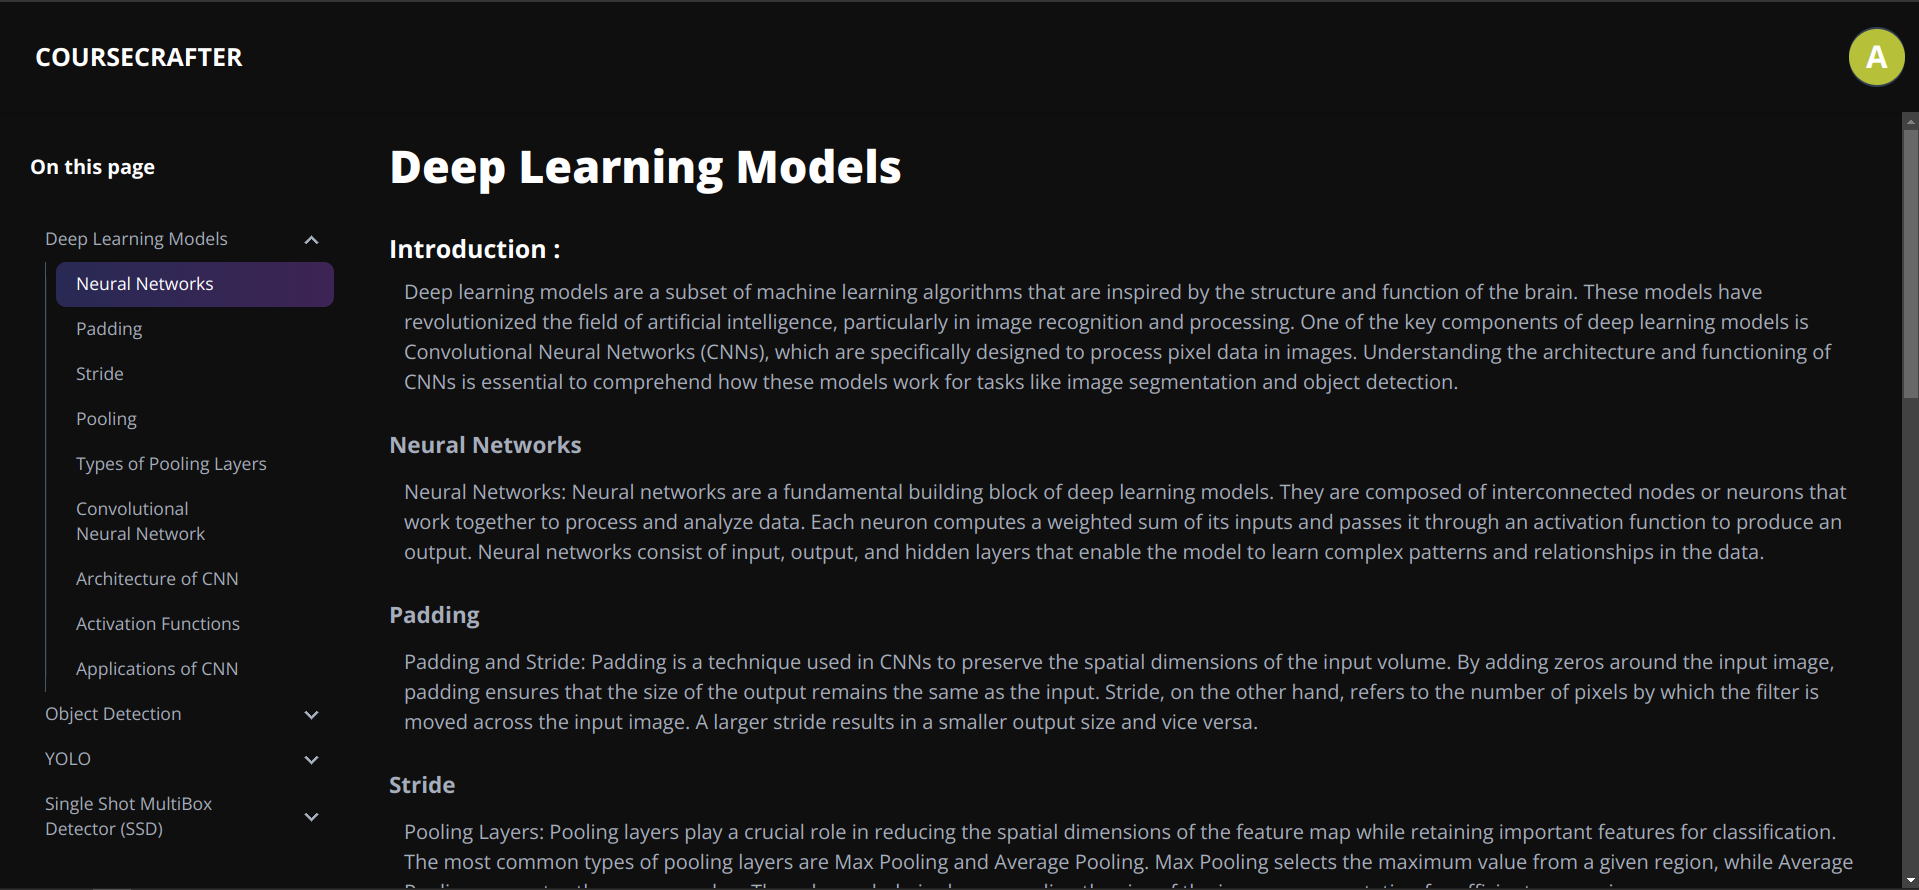 COURSECRAFTER
A
On this page
Deep Learning Models
Neural Networks
Padding
Stride
Pooling
Types of Pooling Layers
Convolutional
Neural Network
Architecture of CNN
Activation Functions
Applications of CNN
Object Detection
YOLO
Single Shot MultiBox
Detector (SSD)
Deep Learning Models
Introduction :
Deep learning models are a subset of machine learning algorithms that are inspired by the structure and function of the brain. These models have
revolutionized the field of artificial intelligence, particularly in image recognition and processing. One of the key components of deep learning models is
Convolutional Neural Networks (CNNs), which are specifically designed to process pixel data in images. Understanding the architecture and functioning of
CNNs is essential to comprehend how these models work for tasks like image segmentation and object detection.
Neural Networks
Neural Networks: Neural networks are a fundamental building block of deep learning models. They are composed of interconnected nodes or neurons that
work together to process and analyze data. Each neuron computes a weighted sum of its inputs and passes it through an activation function to produce an
output. Neural networks consist of input, output, and hidden layers that enable the model to learn complex patterns and relationships in the data.
Padding
Padding and Stride: Padding is a technique used in CNNs to preserve the spatial dimensions of the input volume. By adding zeros around the input image,
padding ensures that the size of the output remains the same as the input. Stride, on the other hand, refers to the number of pixels by which the filter is
moved across the input image. A larger stride results in a smaller output size and vice versa.
Stride
Pooling Layers: Pooling layers play a crucial role in reducing the spatial dimensions of the feature map while retaining important features for classification.
The most common types of pooling layers are Max Pooling and Average Pooling. Max Pooling selects the maximum value from a given region, while Average